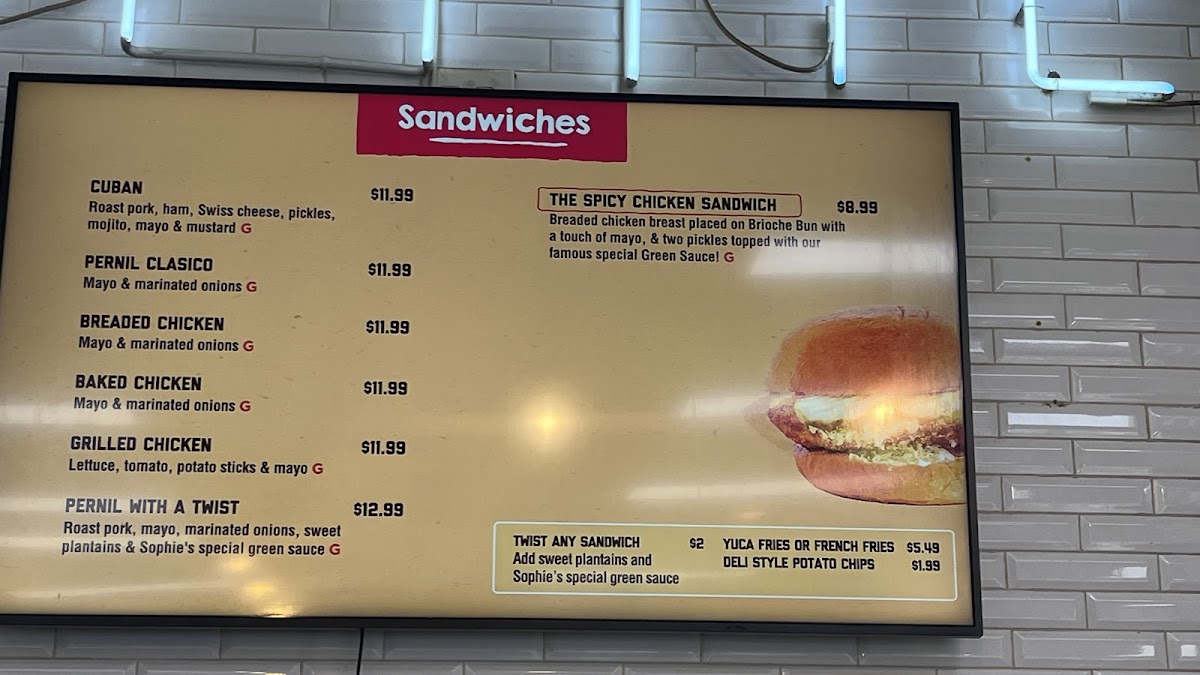 Sandwiches
CUBAN $11.99
Roast pork, ham, Swiss cheese, pickles,
mojito, mayo & mustard G
PERNIL CLASICO $11.99
Mayo & marinated onions G
BREADED CHICKEN $11.99
Mayo & marinated onions G
BAKED CHICKEN $11.99
Mayo & marinated onions G
GRILLED CHICKEN $11.99
Lettuce, tomato, potato sticks & mayo G
PERNIL WITH A TWIST $12.99
Roast pork, mayo, marinated onions, sweet
plantains & Sophie's special green sauce G
THE SPICY CHICKEN SANDWICH $8.99
Breaded chicken breast placed on Brioche Bun with
a touch of mayo, & two pickles topped with our
famous special Green Sauce! G
TWIST ANY SANDWICH $2
Add sweet plantains and
Sophie's special green sauce
YUCA FRIES OR FRENCH FRIES $5.49
DELI STYLE POTATO CHIPS $1.99